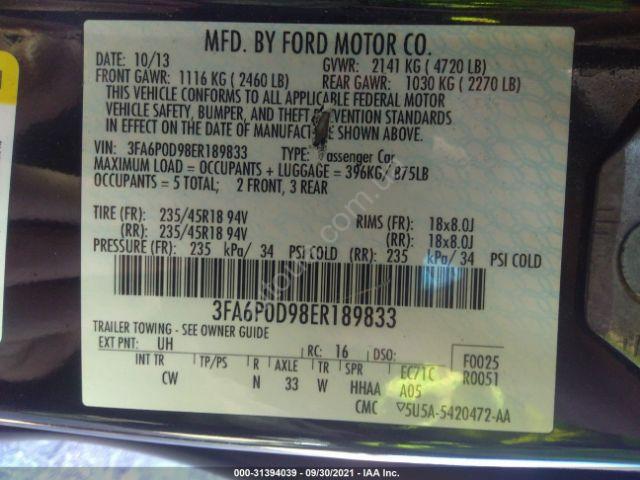 MFD. BY FORD MOTOR CO.
DATE: 10/13 GVWR: 2141 KG ( 4720 LB)
FRONT GAWR: 1116 KG ( 2460 LB) REAR GAWR: 1030 KG ( 2270 LB)
THIS VEHICLE CONFORMS TO ALL APPLICABLE FEDERAL MOTOR
VEHICLE SAFETY, BUMPER, AND THEFT PREVENTION STANDARDS
IN EFFECT ON THE DATE OF MANUFACTURE SHOWN ABOVE.
VIN: 3FA6P0D98ER189833 TYPE: Passenger Car
MAXIMUM LOAD = OCCUPANTS + LUGGAGE = 396KG/ 875LB
OCCUPANTS = 5 TOTAL; 2 FRONT, 3 REAR
TIRE (FR): 235/45R18 94V RIMS (FR): 18x8.0J
(RR): 235/45R18 94V (RR): 18x8.0J
PRESSURE (FR): 235 kPa/ 34 PSI COLD (RR): 235 kPa/ 34 PSI COLD
3FA6P0D98ER189833
TRAILER TOWING - SEE OWNER GUIDE
EXT PNT: UH RC: 16 DSO: F0025
INT TR TP/PS R AXLE TR SPR EC71C R0051
CW N 33 W HHAA A05
CMC ▽5U5A-5420472-AA
000-31394039 - 09/30/2021 - IAA Inc.